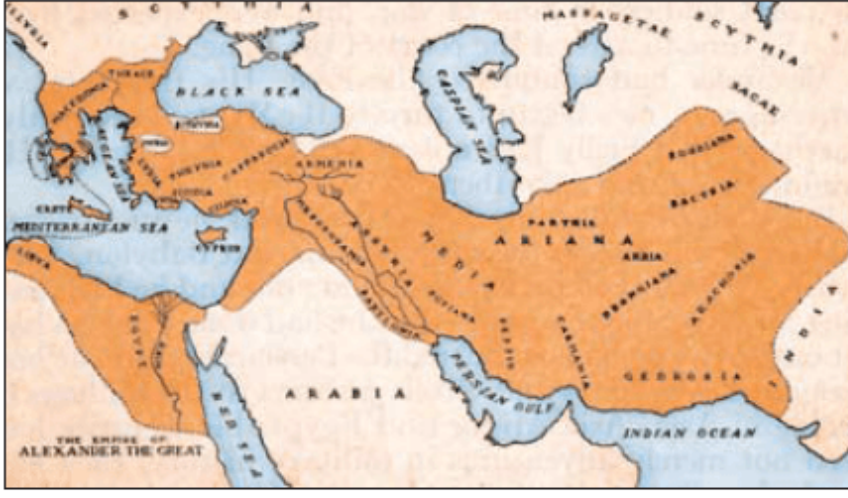 ILLYRIA
SCYTHIA
MASSAGETAE
SCYTHIA
SACAE
THRACE
MACEDONIA
BLACK SEA
CASPIAN SEA
AEGEAN SEA
LYDIA
PHRYGIA
CAPPADOCIA
ARMENIA
SOGDIANA
BACTRIA
CILICIA
CRETE
MEDITERRANEAN SEA
CYPRUS
MESOPOTAMIA
ASSYRIA
MEDIA
PARTHIA
ARIANA
LIBYA
EGYPT
BABYLONIA
SUSIANA
PERSIS
CARMANIA
DRANGIANA
ARACHOSIA
GEDROSIA
INDIA
ARABIA
PERSIAN GULF
RED SEA
INDIAN OCEAN
THE EMPIRE OF
ALEXANDER THE GREAT